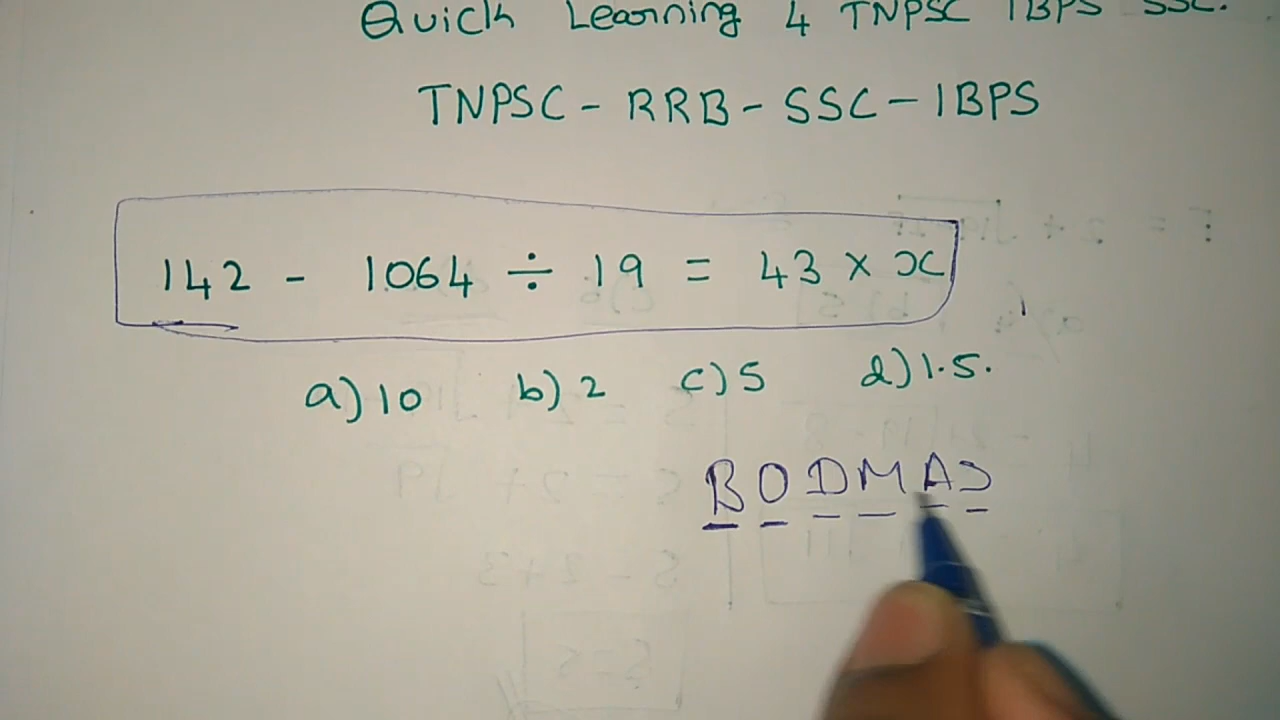 Quick Learning 4 TNPSC IBPS SSC.
TNPSC - RRB - SSC - IBPS
142 - 1064 ÷ 19 = 43 × x
a) 10 b) 2 c) 5 d) 1.5.
BODMAS